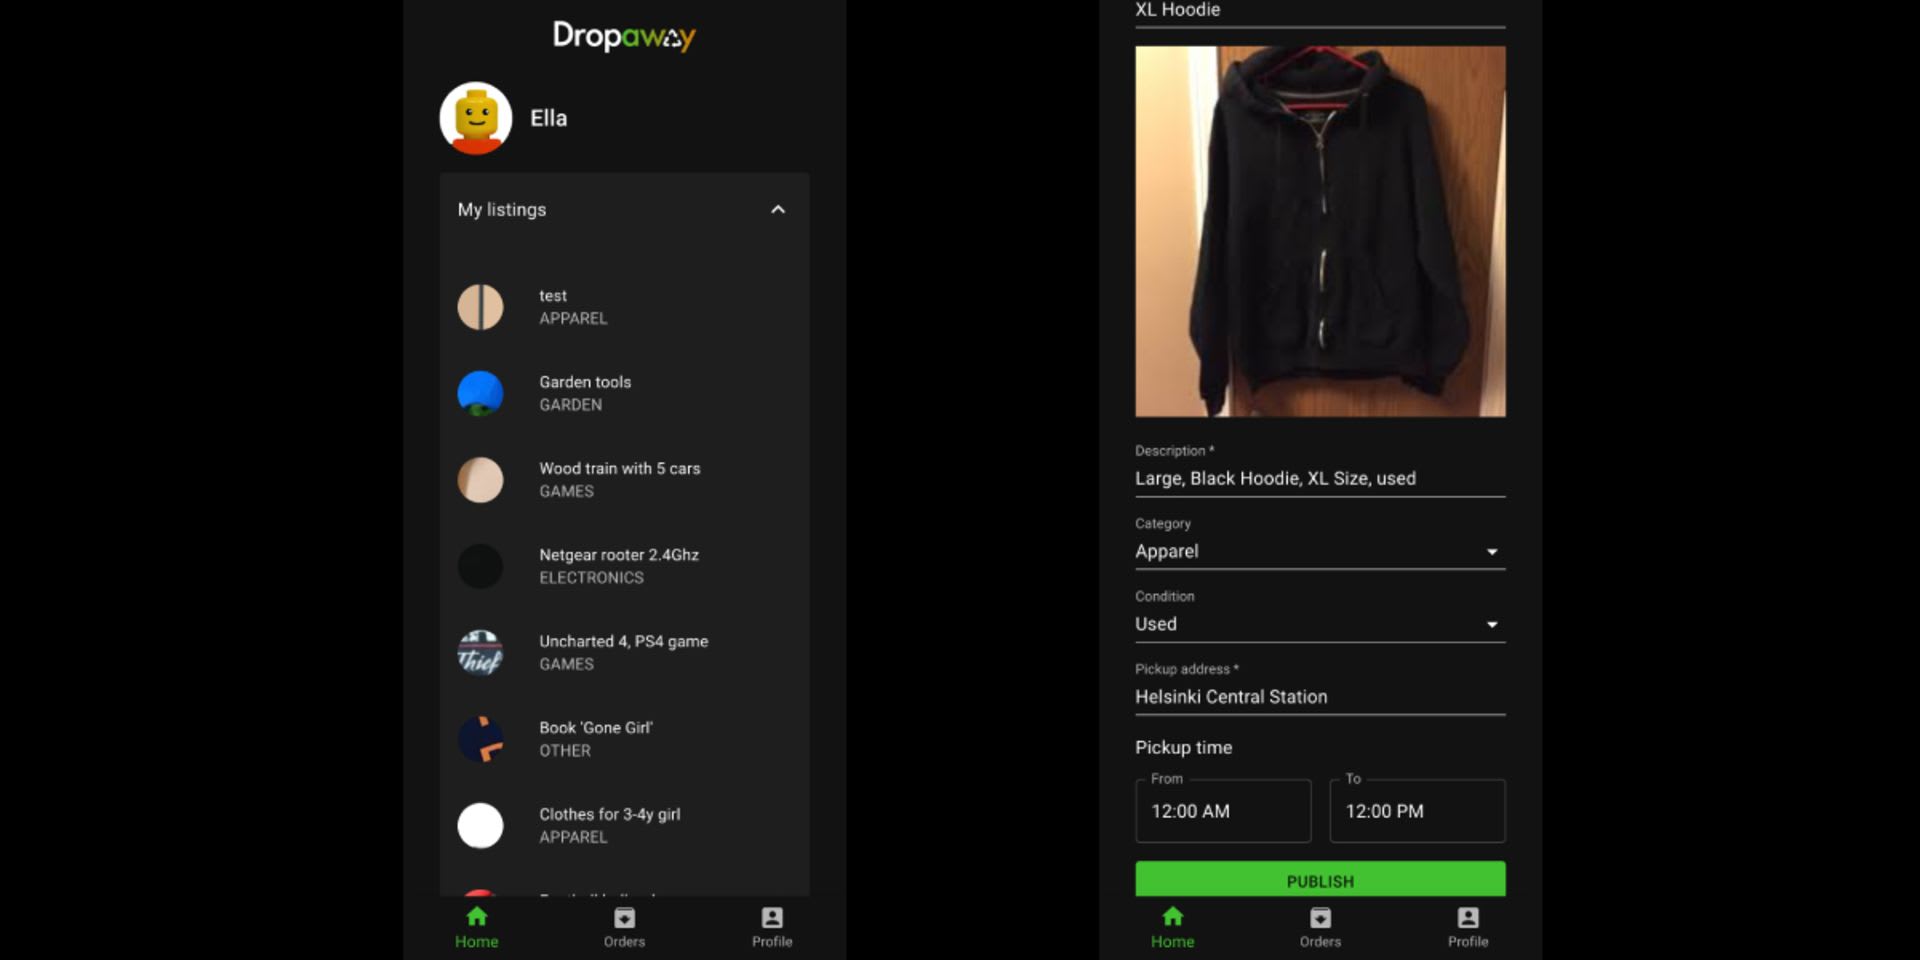 Dropaway
Ella
My listings
test
APPAREL
Garden tools
GARDEN
Wood train with 5 cars
GAMES
Netgear rooter 2.4Ghz
ELECTRONICS
Uncharted 4, PS4 game
GAMES
Thief
Book 'Gone Girl'
OTHER
Clothes for 3-4y girl
APPAREL
Home
Orders
Profile
XL Hoodie
Description *
Large, Black Hoodie, XL Size, used
Category
Apparel
Condition
Used
Pickup address *
Helsinki Central Station
Pickup time
From
12:00 AM
To
12:00 PM
PUBLISH
Home
Orders
Profile